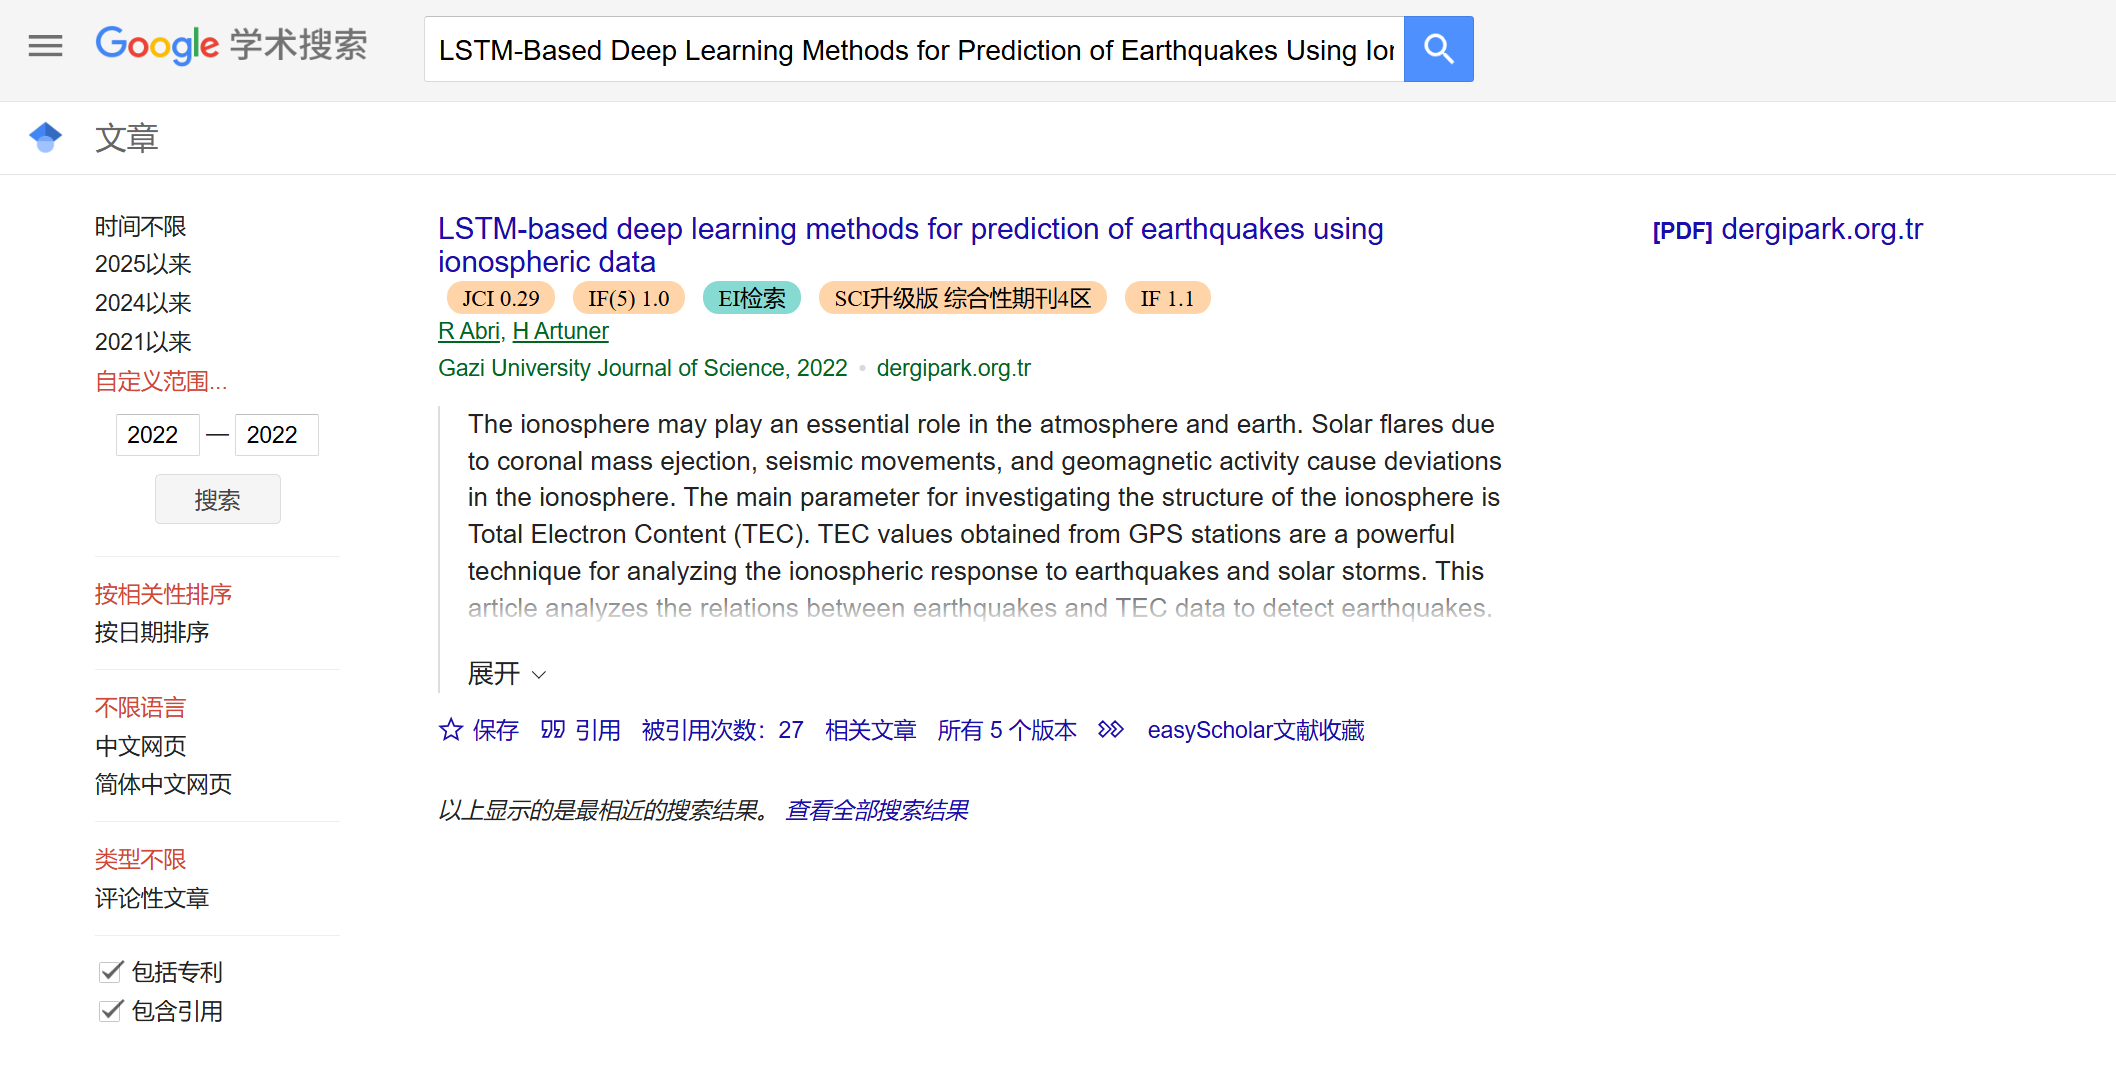 Google 学术搜索
LSTM-Based Deep Learning Methods for Prediction of Earthquakes Using Ior
文章
时间不限
2025以来
2024以来
2021以来
自定义范围...
2022 — 2022
搜索
按相关性排序
按日期排序
不限语言
中文网页
简体中文网页
类型不限
评论性文章
包括专利
包含引用
LSTM-based deep learning methods for prediction of earthquakes using
ionospheric data
JCI 0.29 IF(5) 1.0 EI检索 SCI升级版 综合性期刊4区 IF 1.1
R Abri, H Artuner
Gazi University Journal of Science, 2022 • dergipark.org.tr
The ionosphere may play an essential role in the atmosphere and earth. Solar flares due
to coronal mass ejection, seismic movements, and geomagnetic activity cause deviations
in the ionosphere. The main parameter for investigating the structure of the ionosphere is
Total Electron Content (TEC). TEC values obtained from GPS stations are a powerful
technique for analyzing the ionospheric response to earthquakes and solar storms. This
article analyzes the relations between earthquakes and TEC data to detect earthquakes.
展开
保存 引用 被引用次数：27 相关文章 所有 5 个版本 easyScholar文献收藏
以上显示的是最相近的搜索结果。 查看全部搜索结果
[PDF] dergipark.org.tr